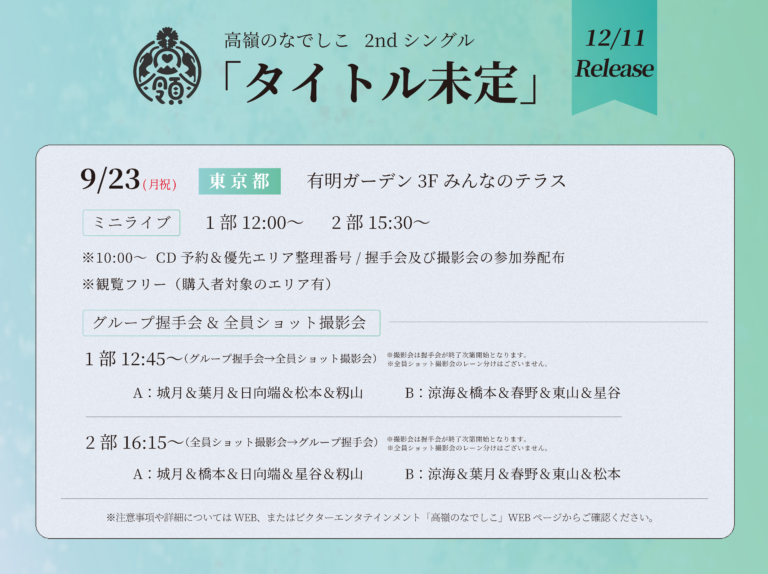 高嶺のなでしこ 2nd シングル
「タイトル未定」
12/11
Release
嶺
9/23(月祝) 東京都 有明ガーデン 3F みんなのテラス
ミニライブ 1 部 12:00〜 2 部 15:30〜
※10:00〜 CD 予約＆優先エリア整理番号 / 握手会及び撮影会の参加券配布
※観覧フリー（購入者対象のエリア有）
グループ握手会 & 全員ショット撮影会
1 部 12:45〜（グループ握手会→全員ショット撮影会）
※撮影会は握手会が終了次第開始となります。
※全員ショット撮影会のレーン分けはございません。
A：城月＆葉月＆日向端＆松本＆籾山 B：涼海＆橋本＆春野＆東山＆星谷
2 部 16:15〜（全員ショット撮影会→グループ握手会）
※撮影会は握手会が終了次第開始となります。
※全員ショット撮影会のレーン分けはございません。
A：城月＆橋本＆日向端＆星谷＆籾山 B：涼海＆葉月＆春野＆東山＆松本
※注意事項や詳細については WEB、またはビクターエンタテインメント「高嶺のなでしこ」WEB ページからご確認ください。